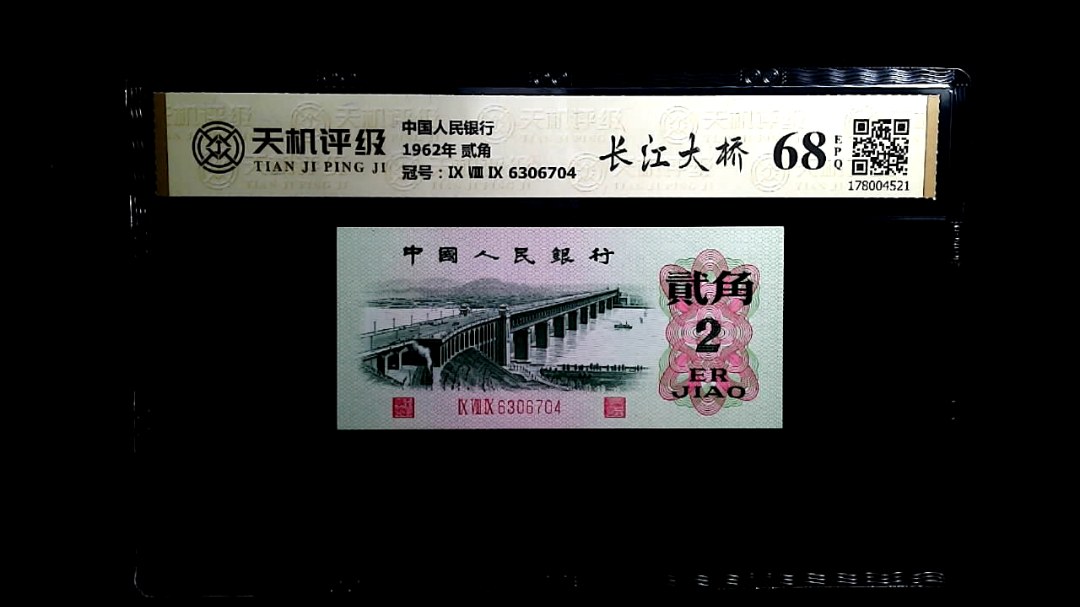 天机评级
TIAN JI PING JI
中国人民银行
1962年 贰角
冠号：IX VIII IX 6306704
长江大桥
68
EPQ
178004521
中國人民銀行
貳角
2
ER
JIAO
IX VIII IX 6306704